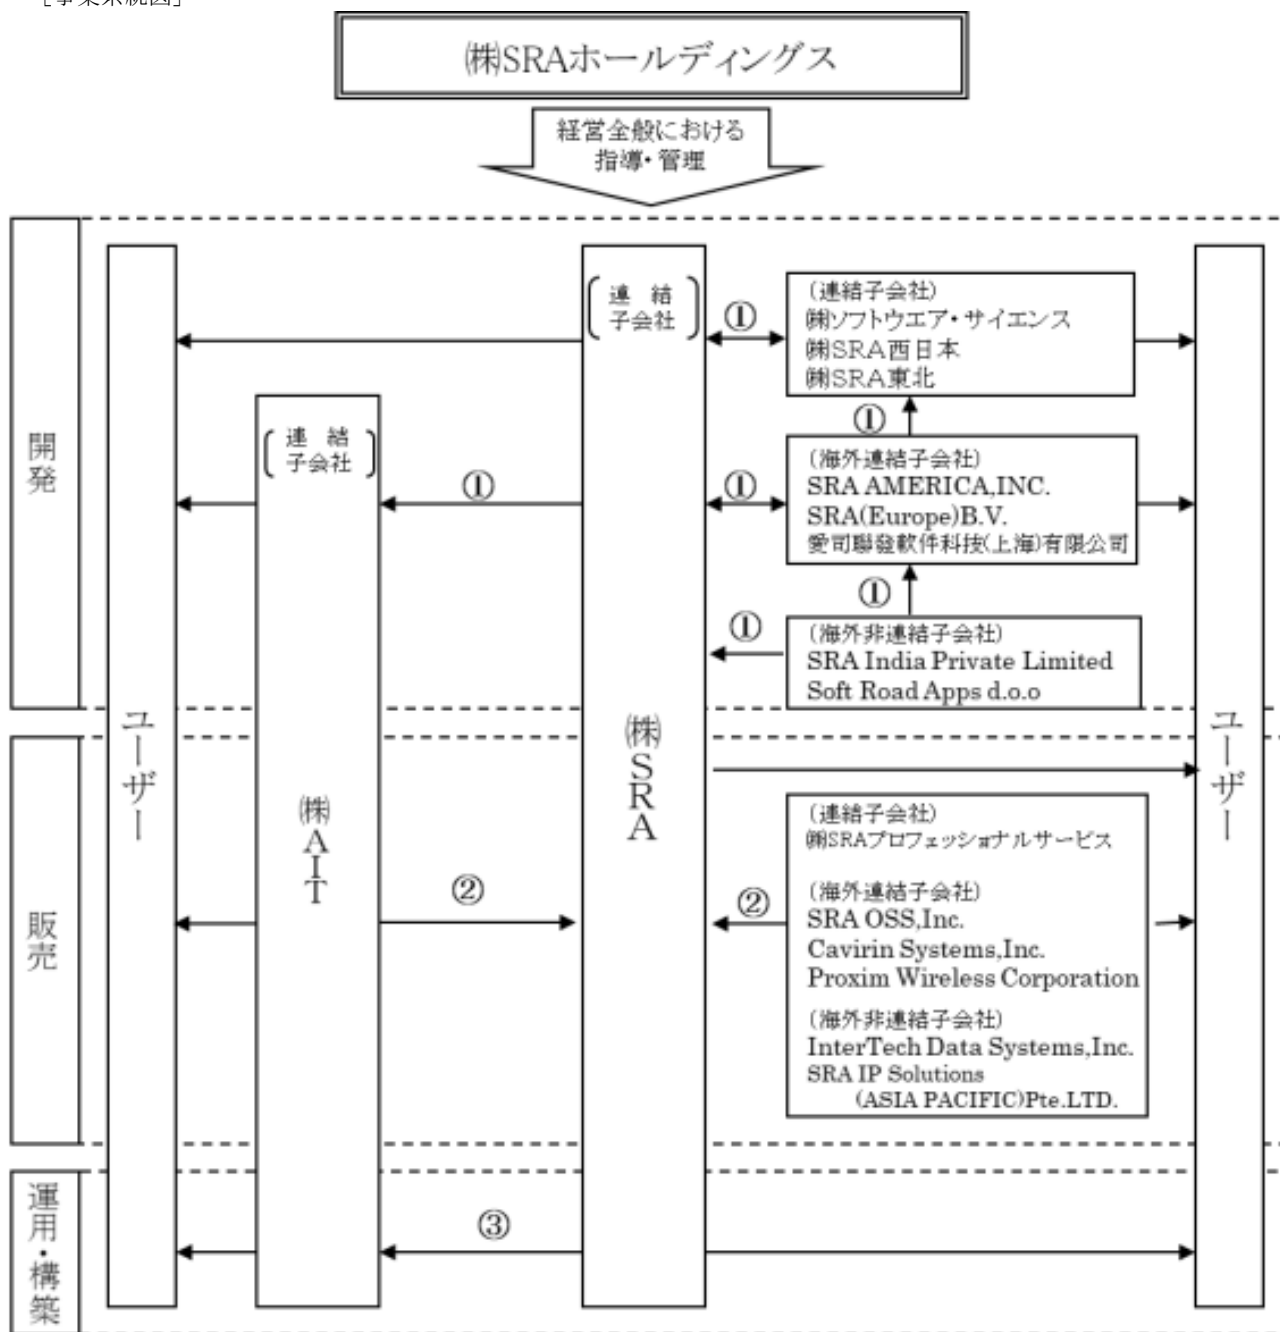 [事業系統図]
㈱SRAホールディングス
経営全般における
指導・管理
開発
ユーザー
〔連結
子会社〕
㈱AIT
〔連結
子会社〕
㈱SRA
①
①
①
①
①
①
(連結子会社)
㈱ソフトウエア・サイエンス
㈱SRA西日本
㈱SRA東北
(海外連結子会社)
SRA AMERICA,INC.
SRA(Europe)B.V.
愛司聯發軟件科技(上海)有限公司
(海外非連結子会社)
SRA India Private Limited
Soft Road Apps d.o.o
ユーザー
販売
②
②
(連結子会社)
㈱SRAプロフェッショナルサービス
(海外連結子会社)
SRA OSS,Inc.
Cavirin Systems,Inc.
Proxim Wireless Corporation
(海外非連結子会社)
InterTech Data Systems,Inc.
SRA IP Solutions
(ASIA PACIFIC)Pte.LTD.
運用・構築
③